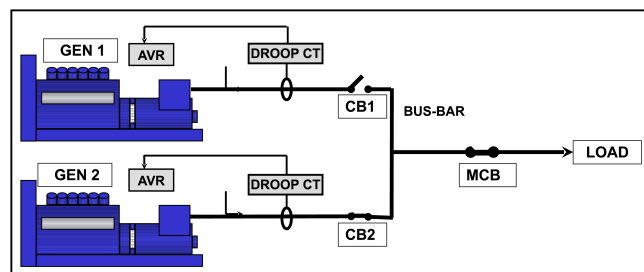 GEN 1
AVR
DROOP CT
CB1
BUS-BAR
LOAD
MCB
GEN 2
AVR
DROOP CT
CB2